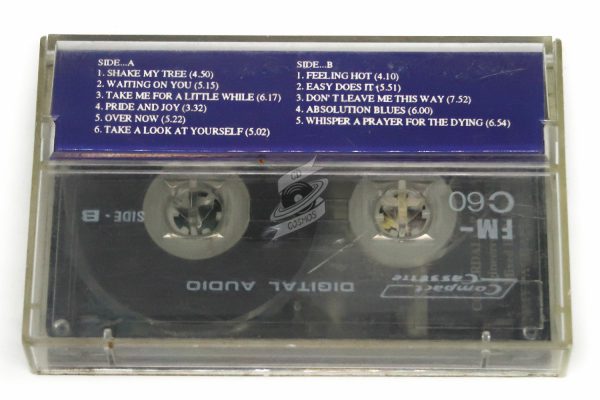 SIDE...A
1. SHAKE MY TREE (4.50)
2. WAITING ON YOU (5.15)
3. TAKE ME FOR A LITTLE WHILE (6.17)
4. PRIDE AND JOY (3.32)
5. OVER NOW (5.22)
6. TAKE A LOOK AT YOURSELF (5.02)
SIDE...B
1. FEELING HOT (4.10)
2. EASY DOES IT (5.51)
3. DON'T LEAVE ME THIS WAY (7.52)
4. ABSOLUTION BLUES (6.00)
5. WHISPER A PRAYER FOR THE DYING (6.54)
CD
COSMOS
FM-
C-60
SIDE - B
DIGITAL AUDIO
Compact
Cassette